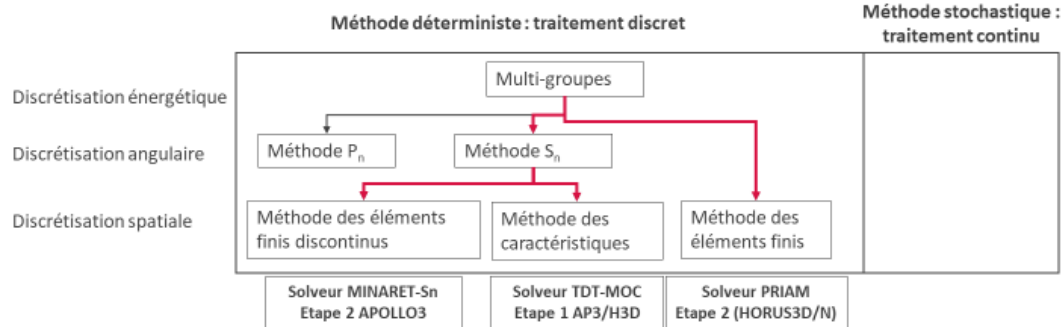 Méthode déterministe : traitement discret
Méthode stochastique :
traitement continu
Discrétisation énergétique
Multi-groupes
Discrétisation angulaire
Méthode Pn
Méthode Sn
Discrétisation spatiale
Méthode des éléments
finis discontinus
Méthode des
caractéristiques
Méthode des
éléments finis
Solveur MINARET-Sn
Etape 2 APOLLO3
Solveur TDT-MOC
Etape 1 AP3/H3D
Solveur PRIAM
Etape 2 (HORUS3D/N)